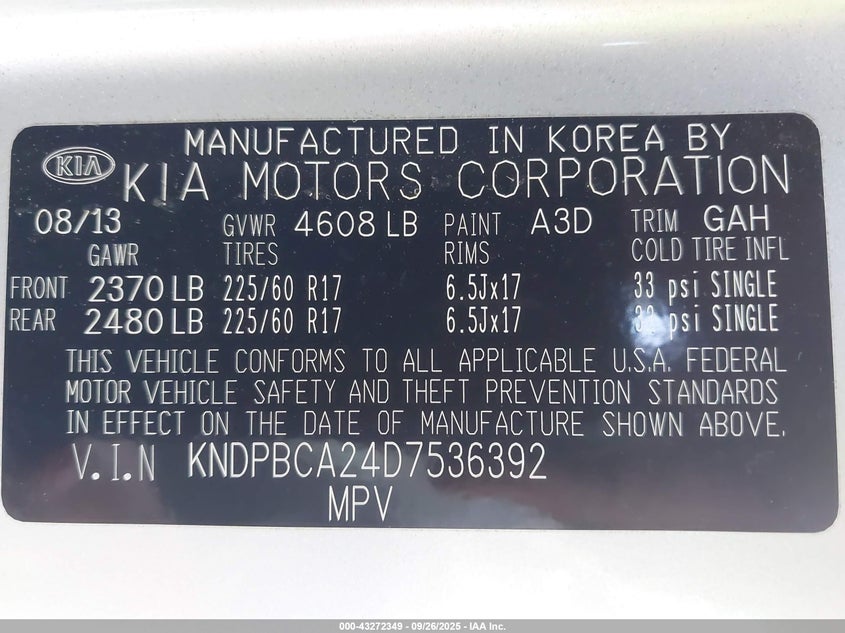 MANUFACTURED IN KOREA BY
KIA KIA MOTORS CORPORATION
08/13 GVWR 4608 LB PAINT A3D TRIM GAH
GAWR TIRES RIMS COLD TIRE INFL
FRONT 2370 LB 225/60 R17 6.5Jx17 33 psi SINGLE
REAR 2480 LB 225/60 R17 6.5Jx17 psi SINGLE
THIS VEHICLE CONFORMS TO ALL APPLICABLE U.S.A. FEDERAL
MOTOR VEHICLE SAFETY AND THEFT PREVENTION STANDARDS
IN EFFECT ON THE DATE OF MANUFACTURE SHOWN ABOVE.
V.I.N KNDPBCA24D7536392
MPV
000-43272349 - 09/26/2025 - IAA Inc.